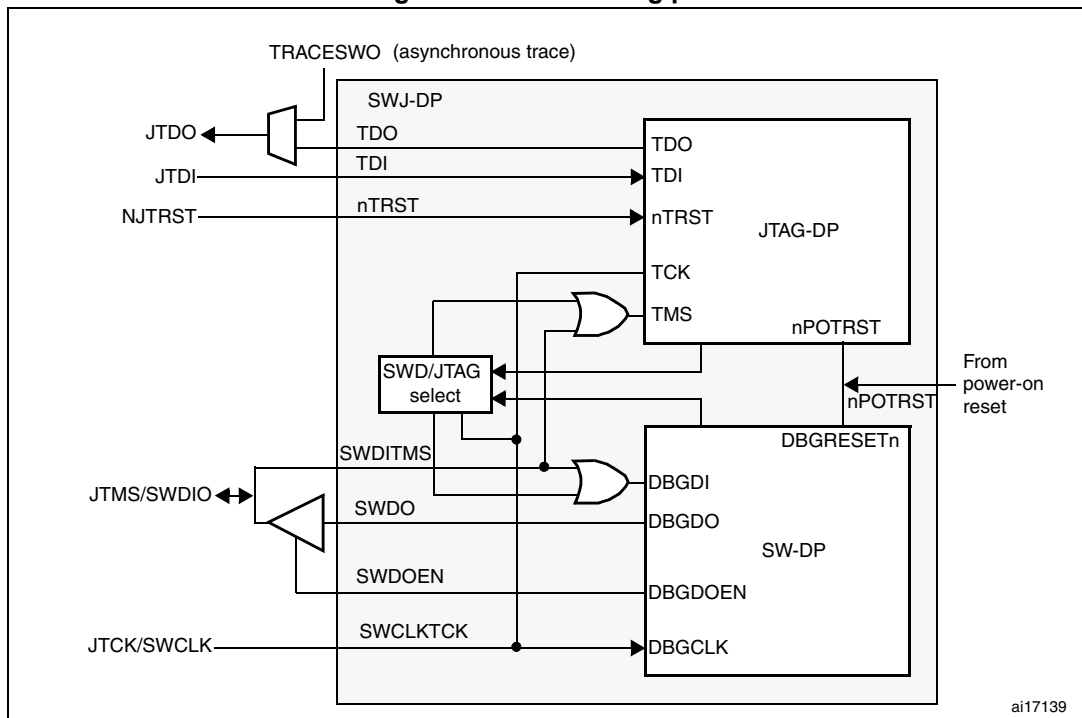 TRACESWO (asynchronous trace)
SWJ-DP
JTDO
TDO
TDO
JTDI
TDI
TDI
NJTRST
nTRST
nTRST
JTAG-DP
TCK
TMS
nPOTRST
SWD/JTAG
select
From
power-on
reset
nPOTRST
DBGRESETn
SWDITMS
DBGDI
JTMS/SWDIO
SWDO
DBGDO
SW-DP
SWDOEN
DBGDOEN
JTCK/SWCLK
SWCLKTCK
DBGCLK
ai17139